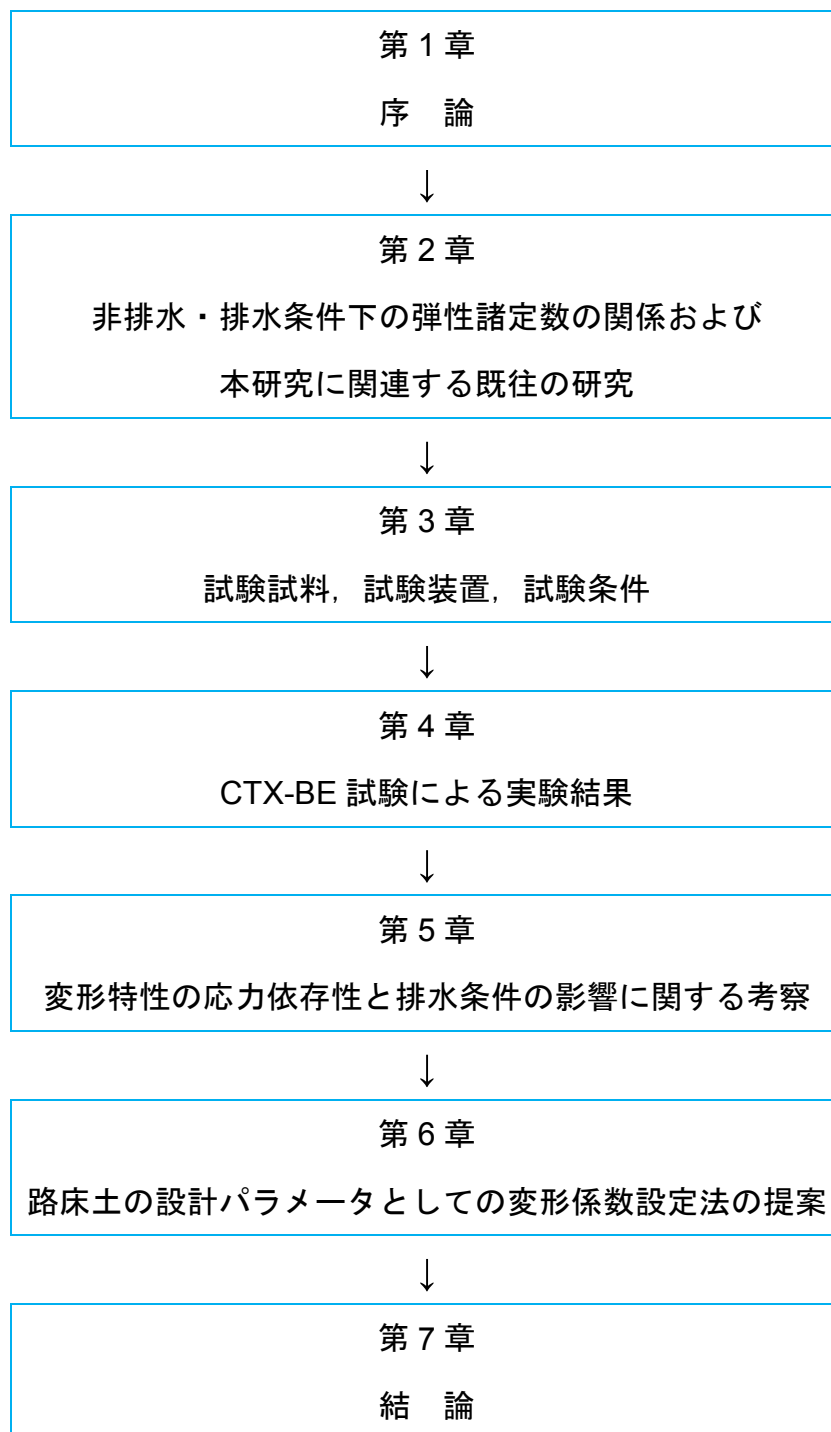 第 1 章
序　論
↓
第 2 章
非排水・排水条件下の弾性諸定数の関係および
本研究に関連する既往の研究
↓
第 3 章
試験試料，試験装置，試験条件
↓
第 4 章
CTX-BE 試験による実験結果
↓
第 5 章
変形特性の応力依存性と排水条件の影響に関する考察
↓
第 6 章
路床土の設計パラメータとしての変形係数設定法の提案
↓
第 7 章
結　論